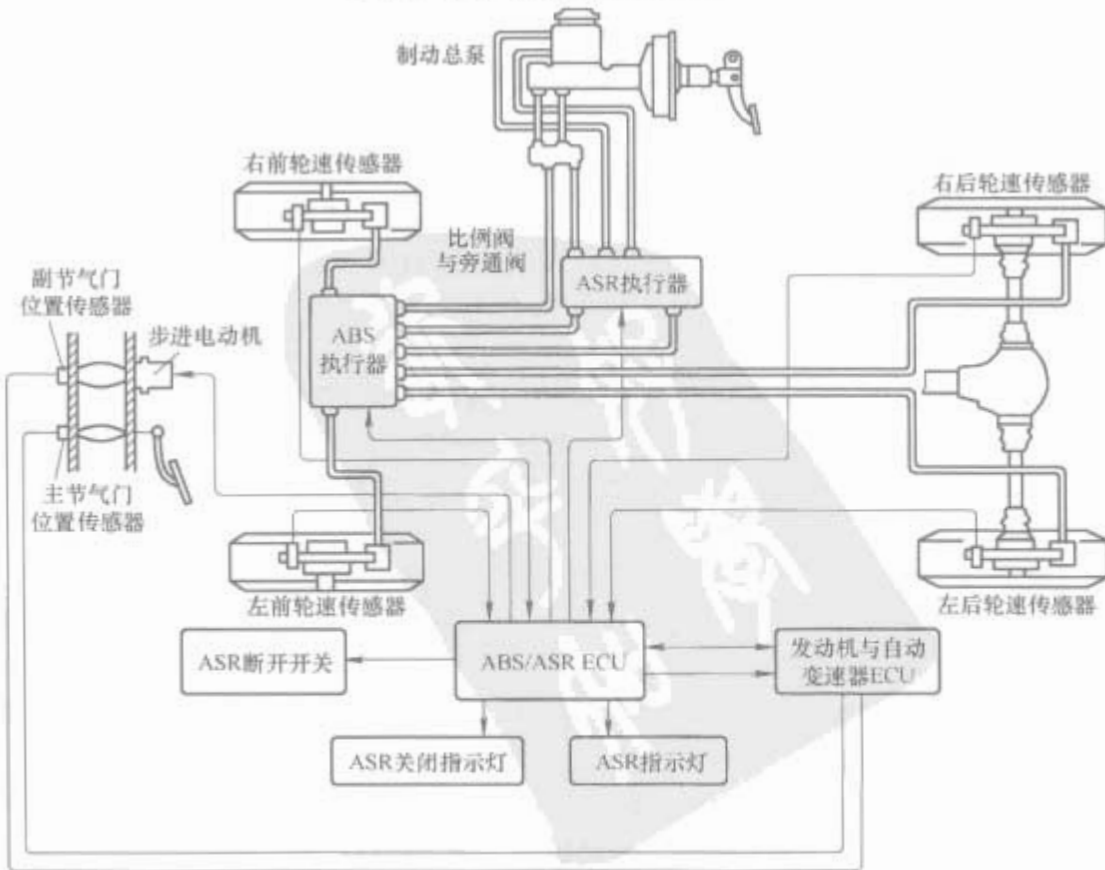 制动总泵
右前轮速传感器
右后轮速传感器
比例阀
与旁通阀
ASR执行器
副节气门
位置传感器
步进电动机
ABS
执行器
主节气门
位置传感器
左前轮速传感器
左后轮速传感器
ASR断开开关
ABS/ASR ECU
发动机与自动
变速器ECU
ASR关闭指示灯
ASR指示灯